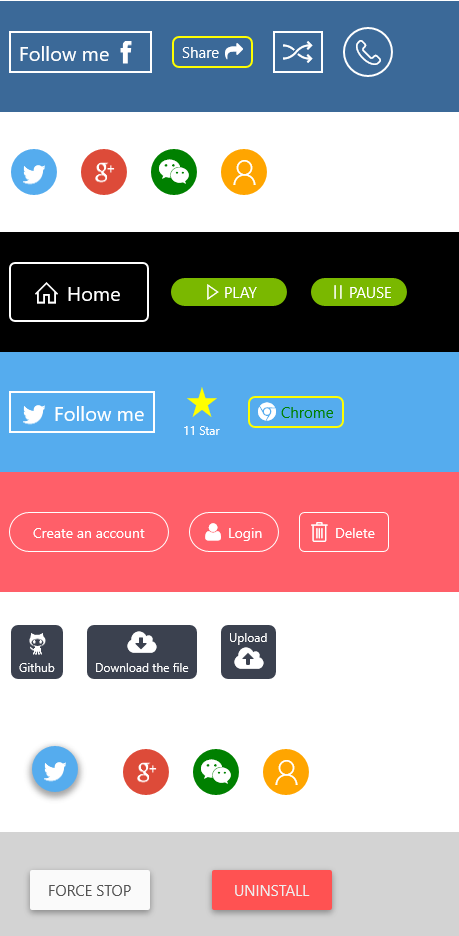 Follow me
Share
Home
PLAY
PAUSE
Follow me
11 Star
Chrome
Create an account
Login
Delete
Github
Download the file
Upload
FORCE STOP
UNINSTALL